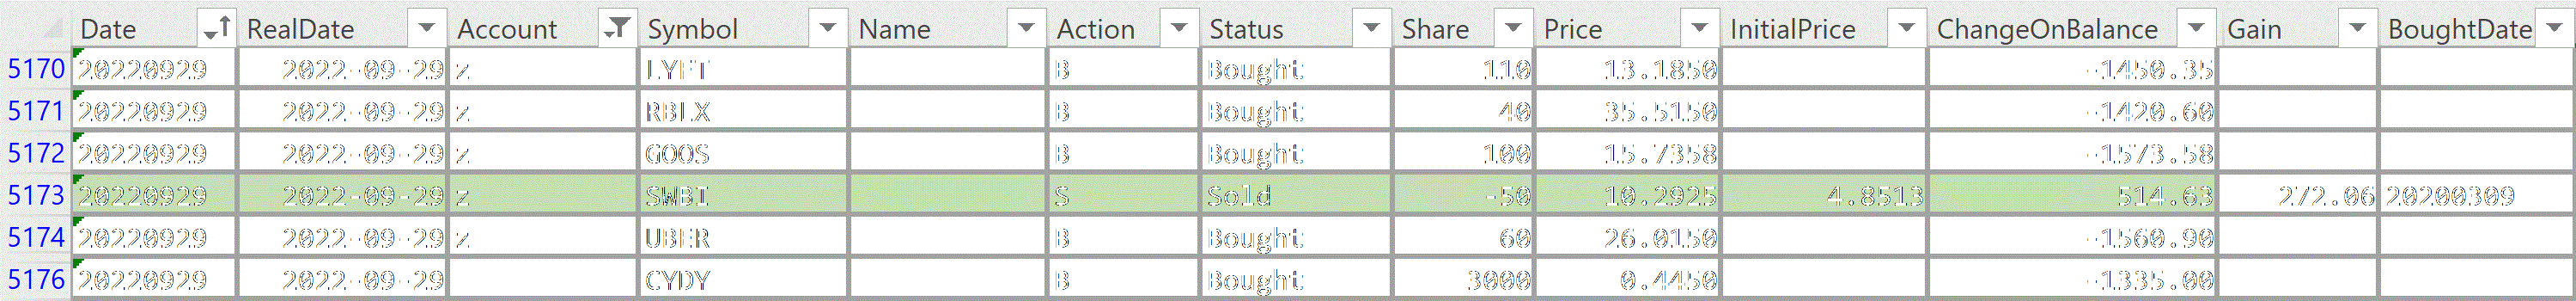 Date RealDate Account Symbol Name Action Status Share Price InitialPrice ChangeOnBalance Gain BoughtDate
5170 20220929 2022-09-29 z LYFT B Bought 110 13.1850 -1450.35
5171 20220929 2022-09-29 z RBLX B Bought 40 35.5150 -1420.60
5172 20220929 2022-09-29 z GOOS B Bought 100 15.7358 -1573.58
5173 20220929 2022-09-29 z SWBI S Sold -50 10.2925 4.8513 514.63 272.06 20200309
5174 20220929 2022-09-29 z UBER B Bought 60 26.0150 -1560.90
5176 20220929 2022-09-29 z CYDY B Bought 3000 0.4450 -1335.00